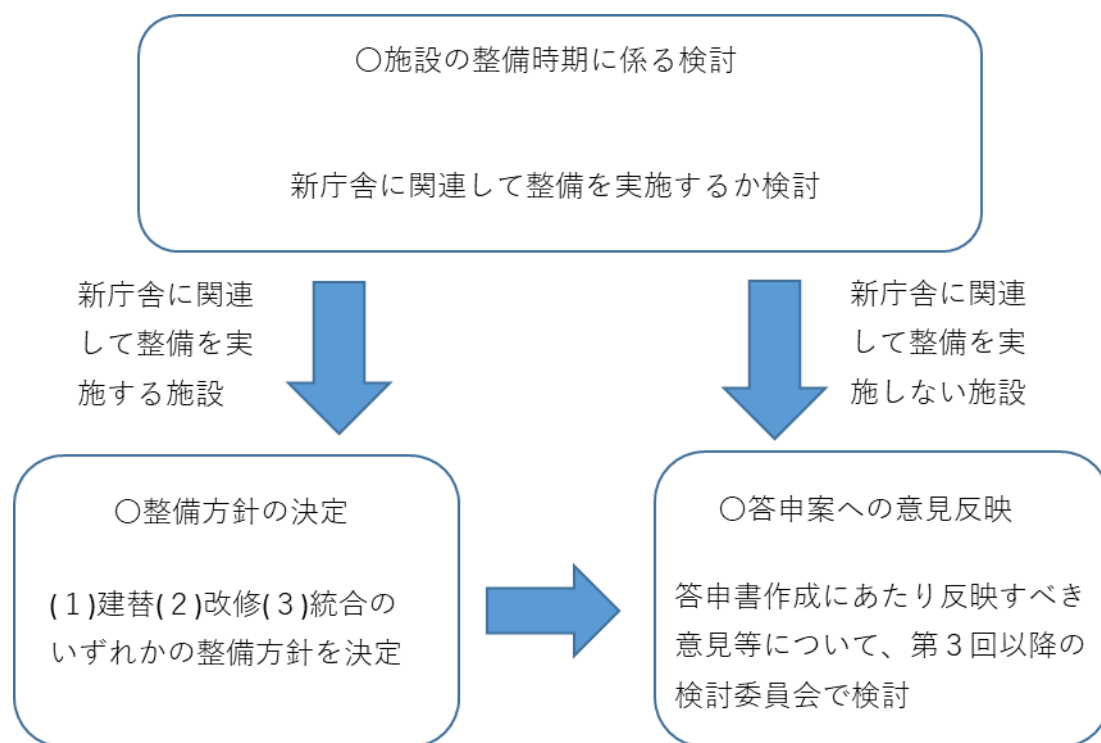 〇施設の整備時期に係る検討
新庁舎に関連して整備を実施するか検討
新庁舎に関連
して整備を実
施する施設
新庁舎に関連
して整備を実
施しない施設
〇整備方針の決定
(１)建替(２)改修(３)統合の
いずれかの整備方針を決定
〇答申案への意見反映
答申書作成にあたり反映すべき
意見等について、第３回以降の
検討委員会で検討